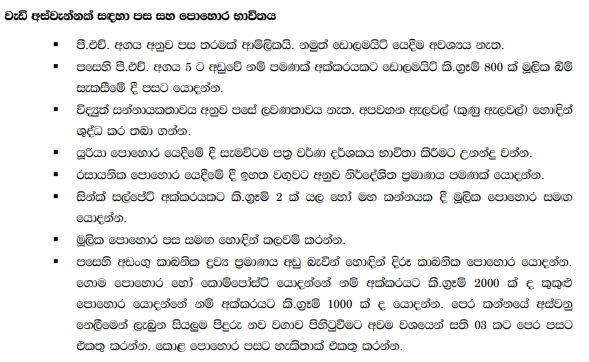 වැඩි අස්වැන්නක් සඳහා පස සහ පොහොර භාවිතය
▪ පී.එච්. අගය අනුව පස තරමක් ආම්ලිකයි. නමුත් ඩොලමයිට් යෙදීම අවශ්‍යය නැත.
▪ පසෙහි පී.එච්. අගය 5 ට අඩුවේ නම් පමණක් අක්කරයකට ඩොලමයිට් කි.ග්‍රෑම් 800 ක් මූලික බිම්
සැකසීමේ දී පසට යොදන්න.
▪ විද්‍යුත් සන්නායකතාවය අනුව පසේ ලවණතාවය නැත. අපවහන ඇලවල් (කුණු ඇලවල්) හොඳින්
ශුද්ධ කර තබා ගන්න.
▪ යූරියා පොහොර යෙදීමේ දී සැමවිටම පත්‍ර වර්ණ දර්ශකය භාවිතා කිරීමට උනන්දු වන්න.
▪ රසායනික පොහොර යෙදීමේ දී ඉහත වගුවට අනුව නිර්දේශිත ප්‍රමාණය පමණක් යොදන්න.
▪ සින්ක් සල්පේට් අක්කරයකට කි.ග්‍රෑම් 2 ක් යල හෝ මහ කන්නයක දී මූලික පොහොර සමඟ
යොදන්න.
▪ මූලික පොහොර පස සමඟ හොඳින් කලවම් කරන්න.
▪ පසෙහි අඩංගු කාබනික ද්‍රව්‍ය ප්‍රමාණය අඩු බැවින් හොඳින් දිරූ කාබනික පොහොර යොදන්න.
ගොම පොහොර හෝ කොම්පෝස්ට් යොදන්නේ නම් අක්කරයකට කි.ග්‍රෑම් 2000 ක් ද කුකුළු
පොහොර යොදන්නේ නම් අක්කරයට කි.ග්‍රෑම් 1000 ක් ද යොදන්න. පෙර කන්නයේ අස්වනු
නෙලීමෙන් ලැබුන සියලුම පිදුරු නව වගාව පිහිටුවීමට අවම වශයෙන් සති 03 කට පෙර පසට
එකතු කරන්න. කොළ පොහොර පසට හැකිතාක් එකතු කරන්න.